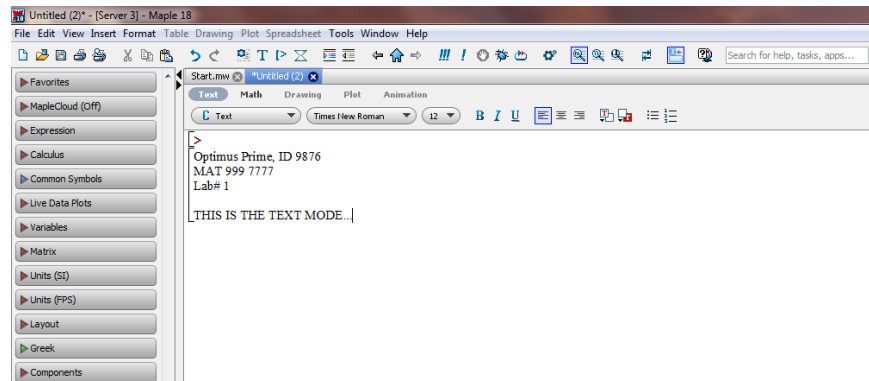 Untitled (2)* - [Server 3] - Maple 18
File Edit View Insert Format Table Drawing Plot Spreadsheet Tools Window Help
Search for help, tasks, apps...
Start.mw *Untitled (2)
Text Math Drawing Plot Animation
C Text Times New Roman 12 B I U
Favorites
MapleCloud (Off)
Expression
Calculus
Common Symbols
Live Data Plots
Variables
Matrix
Units (SI)
Units (FPS)
Layout
Greek
Components
>
Optimus Prime, ID 9876
MAT 999 7777
Lab# 1
THIS IS THE TEXT MODE...